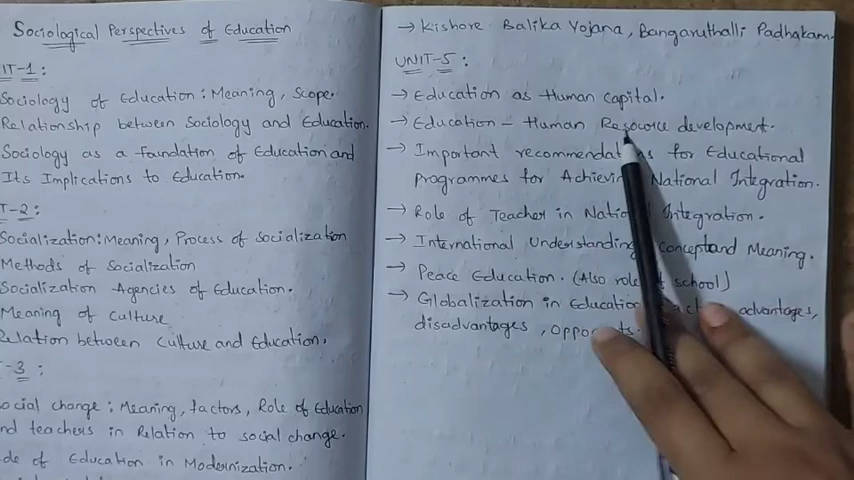 Sociological Perspectives of Education
IT-1:
Sociology of Education: Meaning, Scope.
Relationship between Sociology and Education.
Sociology as a foundation of Education and
Its Implications to Education.
T-2:
Socialization: Meaning, Process of Socialization
Methods of Socialization
Socialization Agencies of Education.
Meaning of culture
Relation between Culture and Education.
-3:
ocial change: Meaning, factors, Role of Education
nd teachers in Relation to social change.
of Education in Modernization.
→ Kishore Balika Yojana, Bangaruthalli Padhakam.
UNIT-5:
→ Education as Human Capital.
→ Education - Human Resource development.
→ Important recommendat s for Educational
Programmes for Achievin National Integration.
→ Role of Teacher in Natio Integration.
→ International Understanding concept and Meaning.
→ Peace Education. (Also role school)
→ Globalization in Education advantages,
disadvantages,